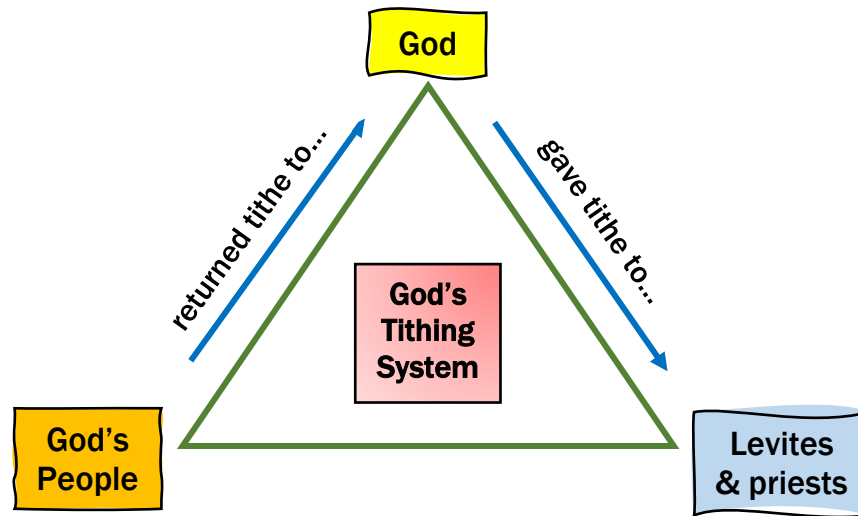 God
returned tithe to...
gave tithe to...
God's
Tithing
System
God's
People
Levites
& priests